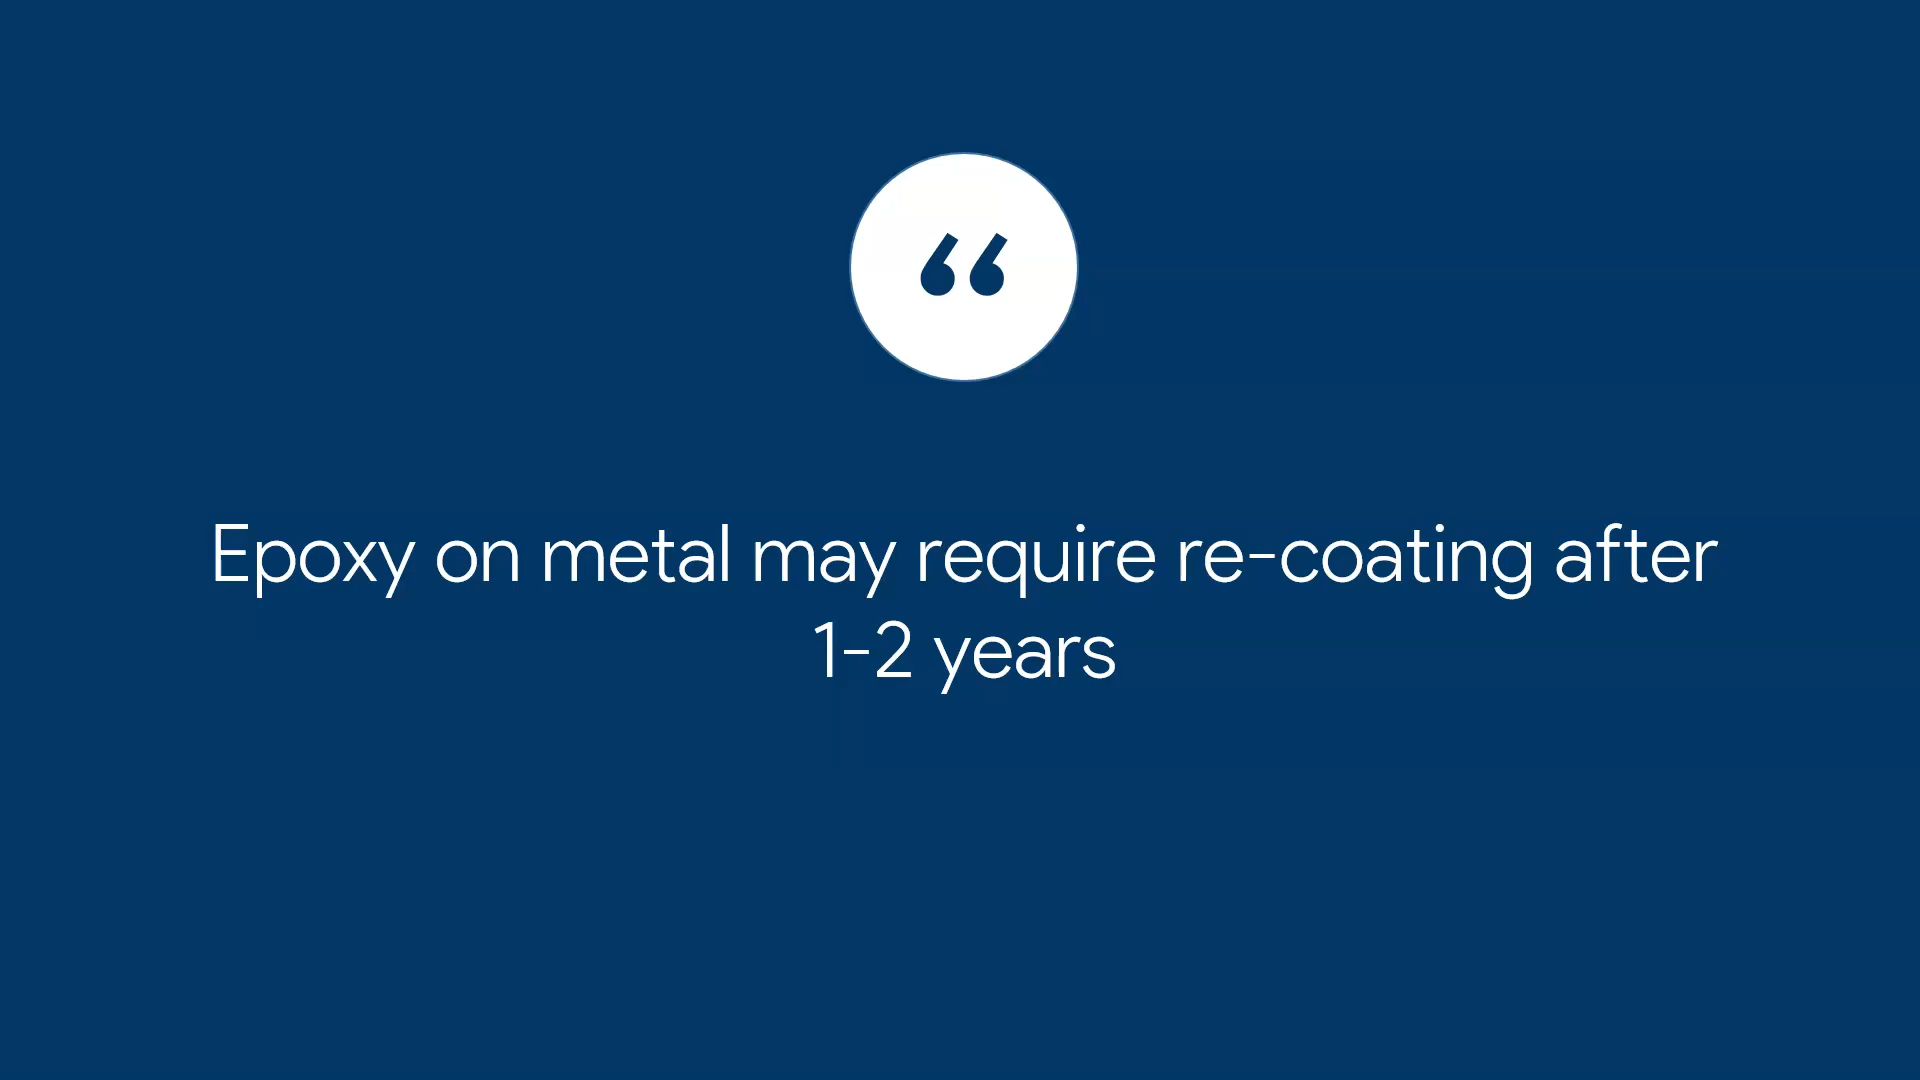 “
Epoxy on metal may require re-coating after
1-2 years